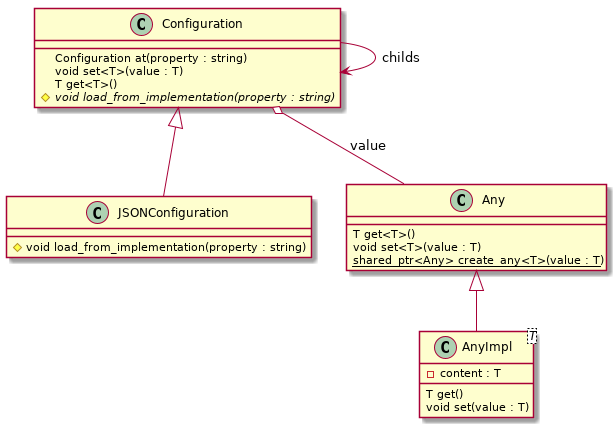 C Configuration
Configuration at(property : string)
void set<T>(value : T)
T get<T>()
void load_from_implementation(property : string)
childs
value
C JSONConfiguration
void load_from_implementation(property : string)
C Any
T get<T>()
void set<T>(value : T)
shared_ptr<Any> create_any<T>(value : T)
C AnyImpl T
content : T
T get()
void set(value : T)